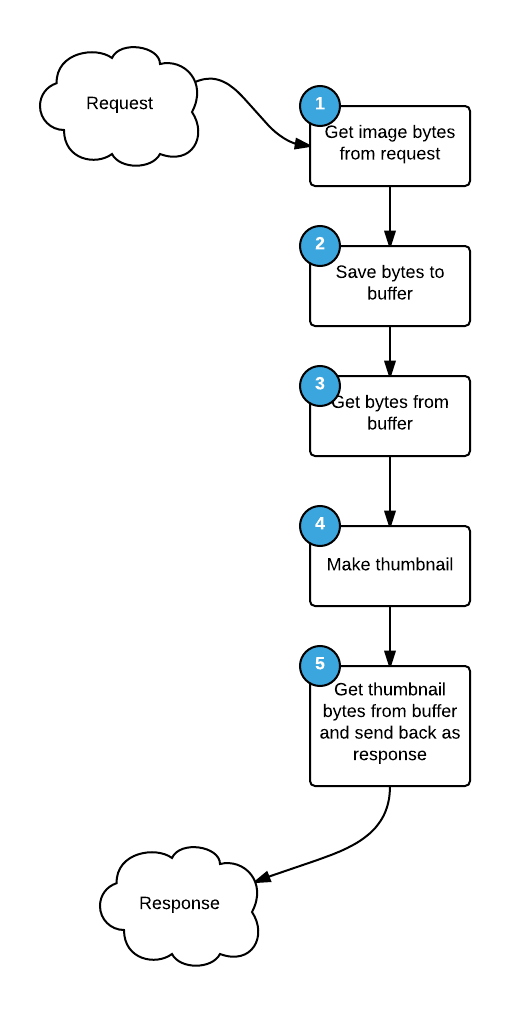 Request
1
Get image bytes
from request
2
Save bytes to
buffer
3
Get bytes from
buffer
4
Make thumbnail
5
Get thumbnail
bytes from buffer
and send back as
response
Response